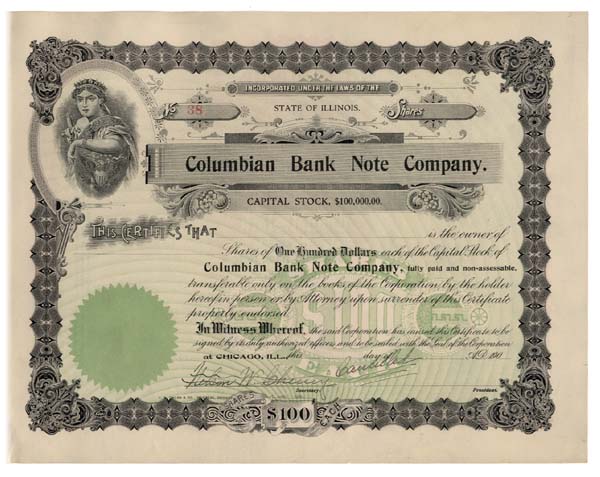 INCORPORATED UNDER THE LAWS OF THE
STATE OF ILLINOIS.
No 38
Shares
Columbian Bank Note Company.
CAPITAL STOCK, $100,000.00.
THIS CERTIFIES THAT
is the owner of
Shares of One Hundred Dollars each of the Capital Stock of
Columbian Bank Note Company, fully paid and non-assessable,
transferable only on the books of the Corporation by the holder
hereof in person or by Attorney upon surrender of this Certificate
properly endorsed.
In Witness Whereof, the said Corporation has caused this Certificate to be
signed by its duly authorized officers and to be sealed with the Seal of the Corporation
at CHICAGO, ILL., this day of Cancelled A.D. 190
Secretary. President.
SHARES $100 EACH